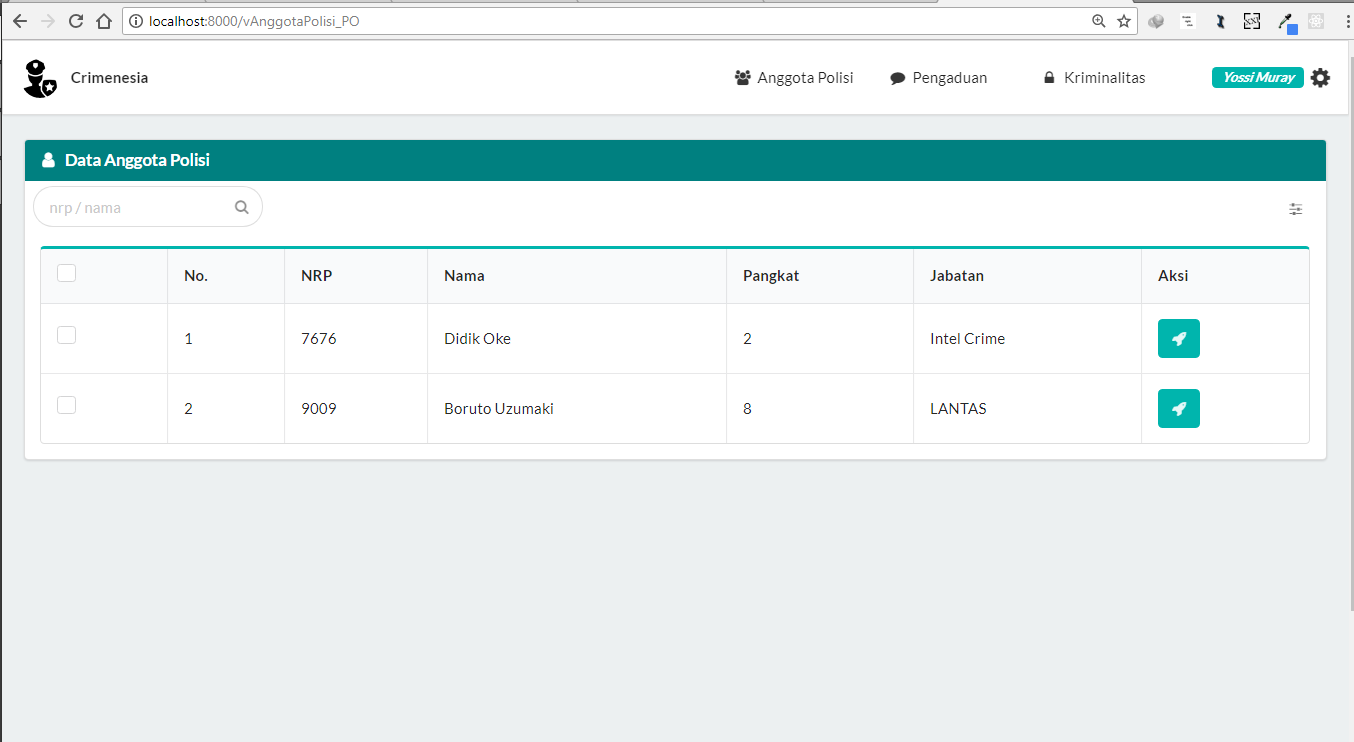 localhost:8000/vAnggotaPolisi_PO
Crimenesia Anggota Polisi Pengaduan Kriminalitas Yossi Muray
Data Anggota Polisi
nrp / nama
No. NRP Nama Pangkat Jabatan Aksi
1 7676 Didik Oke 2 Intel Crime
2 9009 Boruto Uzumaki 8 LANTAS